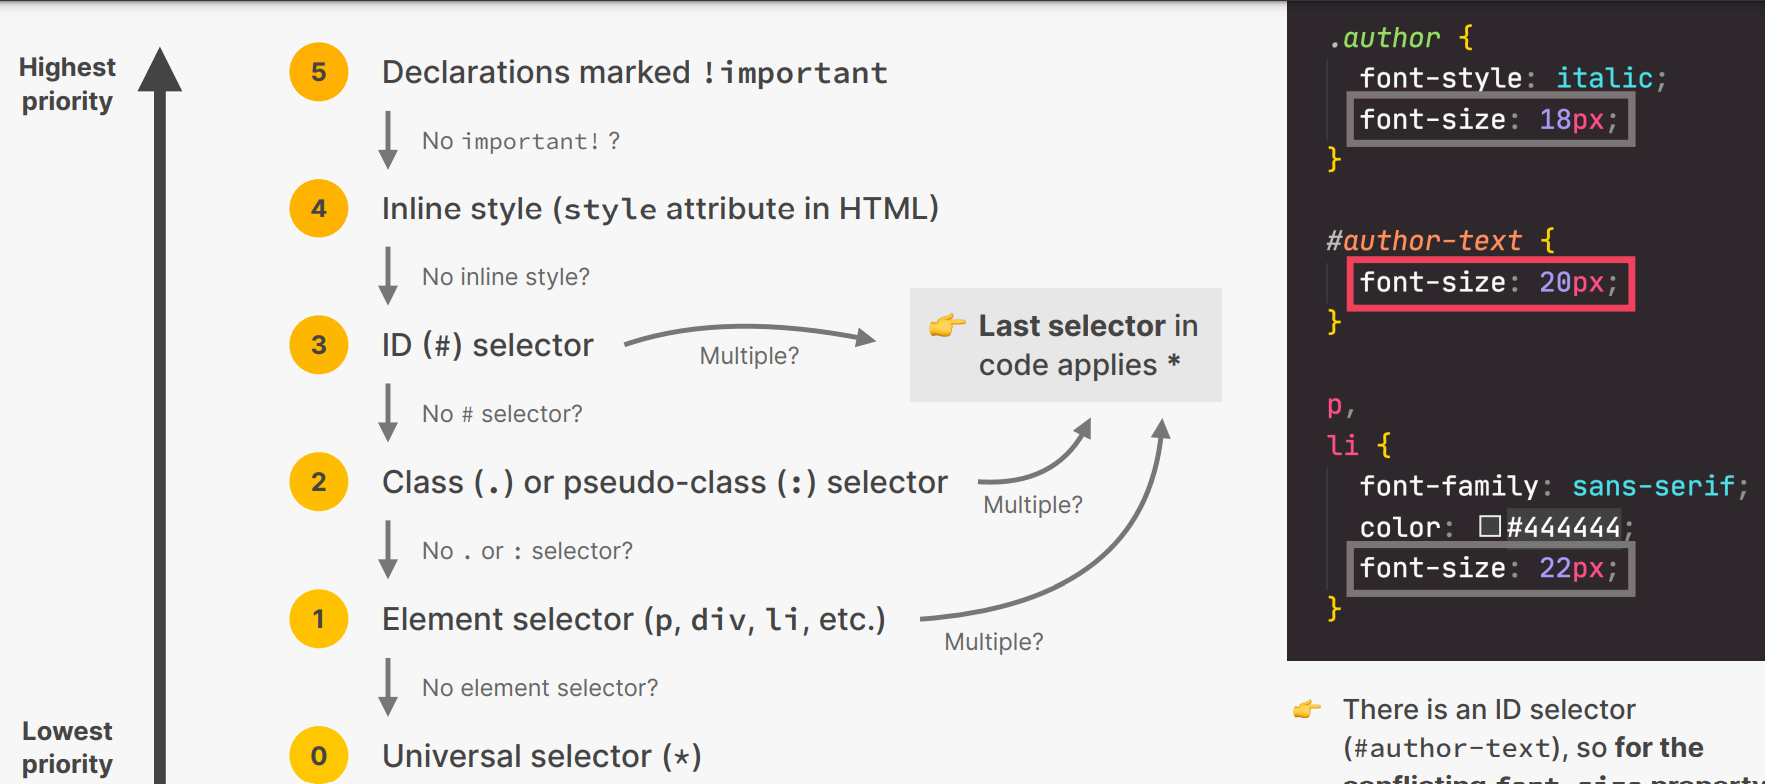 Highest
priority
5 Declarations marked !important
No important! ?
4 Inline style (style attribute in HTML)
No inline style?
3 ID (#) selector
Multiple?
👉 Last selector in
code applies *
No # selector?
2 Class (.) or pseudo-class (:) selector
Multiple?
No . or : selector?
1 Element selector (p, div, li, etc.)
Multiple?
No element selector?
Lowest
priority
0 Universal selector (*)
.author {
font-style: italic;
font-size: 18px;
}
#author-text {
font-size: 20px;
}
p,
li {
font-family: sans-serif;
color: #444444;
font-size: 22px;
}
👉 There is an ID selector
(#author-text), so for the
conflicting font-size property